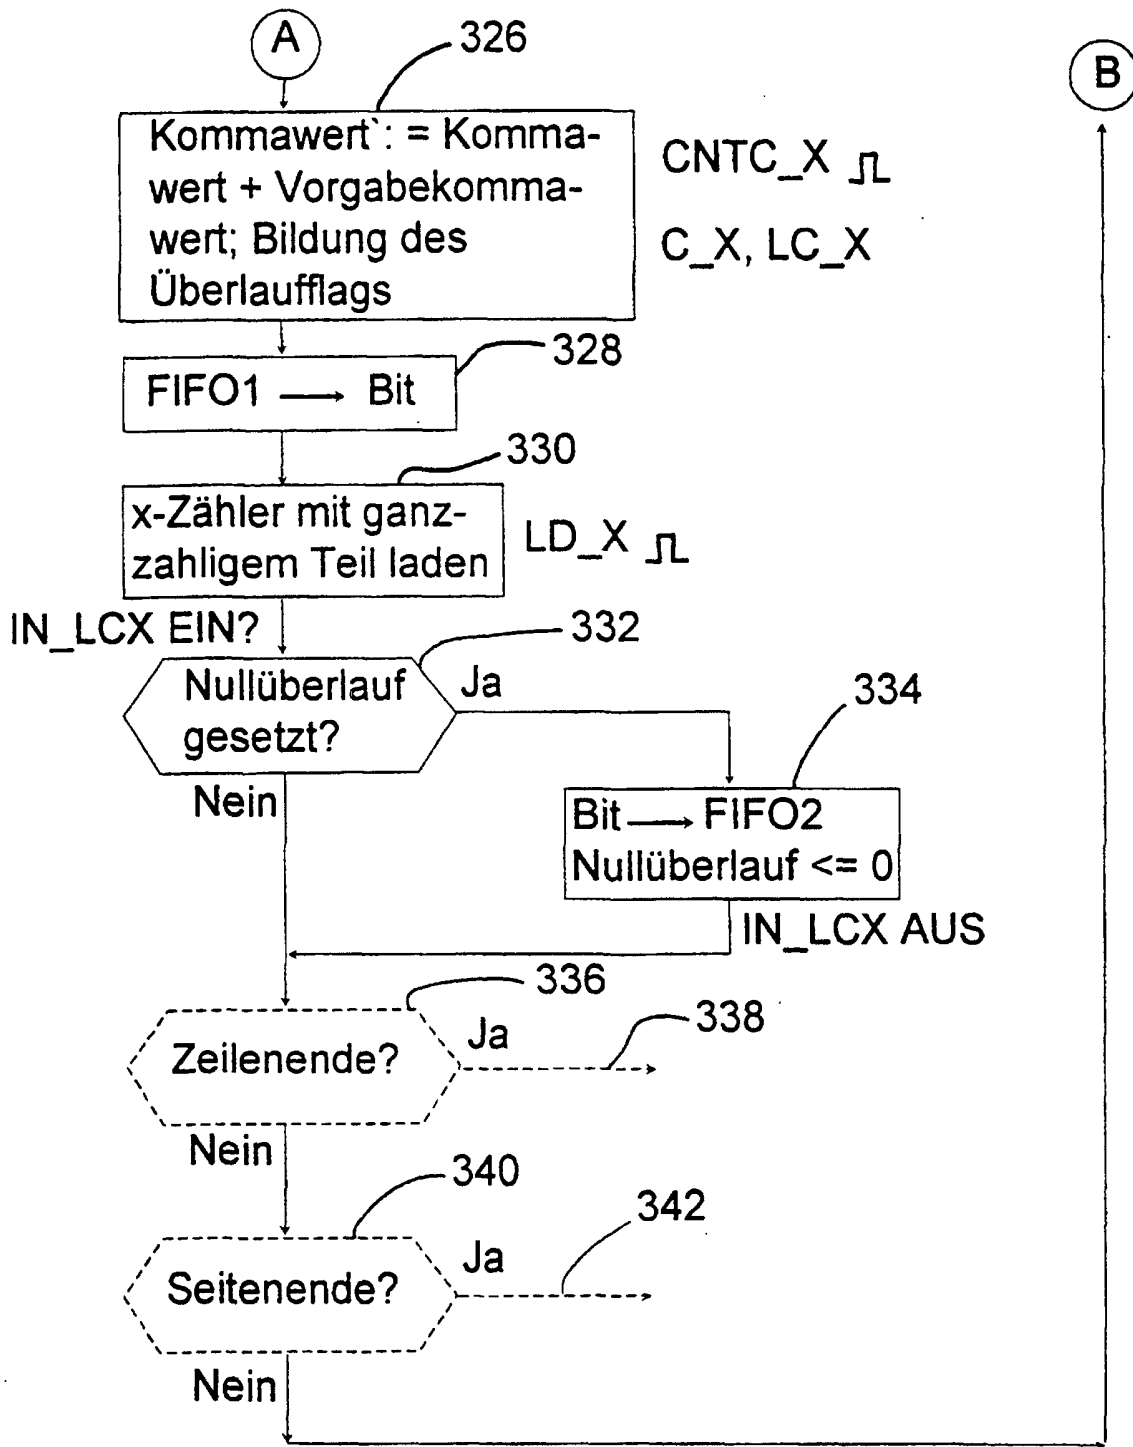 A
326
B
Kommawert`: = Komma-
wert + Vorgabekomma-
wert; Bildung des
Überlaufflags
CNTC_X
C_X, LC_X
328
FIFO1 → Bit
330
x-Zähler mit ganz-
zahligem Teil laden
LD_X
IN_LCX EIN?
332
Nullüberlauf
gesetzt?
Ja
334
Nein
Bit → FIFO2
Nullüberlauf <= 0
IN_LCX AUS
336
Zeilenende?
Ja
338
Nein
340
Seitenende?
Ja
342
Nein